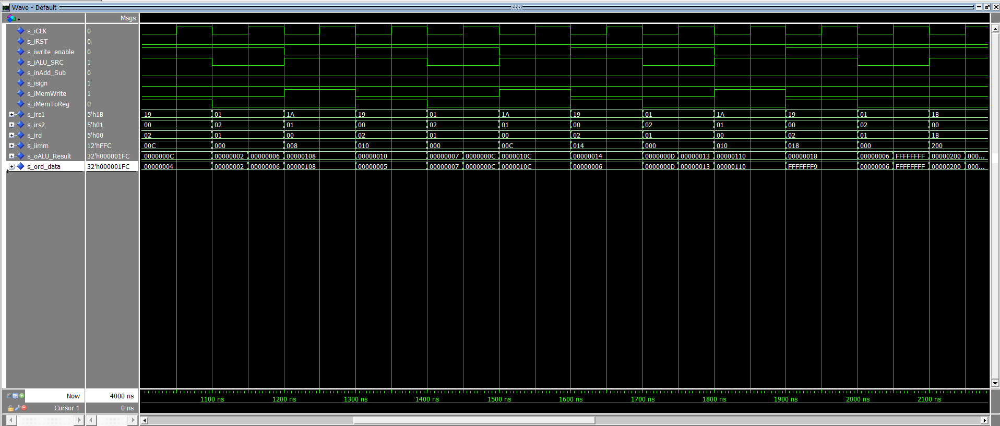 Wave - Default
Msgs
s_iCLK 0
s_iRST 0
s_iwrite_enable 0
s_iALU_SRC 1
s_inAdd_Sub 0
s_isign 1
s_iMemWrite 1
s_iMemToReg 0
s_irs1 5'h1B 19 01 1A 19 01 1A 19 01 1A 19 01 1B
s_irs2 5'h01 00 02 01 00 02 01 00 02 01 00 02 00
s_ird 5'h00 02 01 00 02 01 00 02 01 00 02 01 1B
s_iimm 12'hFFC 00C 000 008 010 000 00C 014 000 010 018 000 200
s_oALU_Result 32'h000001FC 0000000C 00000002 00000006 00000108 00000010 00000007 0000000C 0000010C 00000014 0000000D 00000013 00000110 00000018 00000006 FFFFFFFF 00000200 000...
s_ord_data 32'h000001FC 00000004 00000002 00000006 00000108 00000005 00000007 0000000C 0000010C 00000006 0000000D 00000013 00000110 FFFFFFF9 00000006 FFFFFFFF 00000200 000...
Now 4000 ns 1100 ns 1200 ns 1300 ns 1400 ns 1500 ns 1600 ns 1700 ns 1800 ns 1900 ns 2000 ns 2100 ns
Cursor 1 0 ns